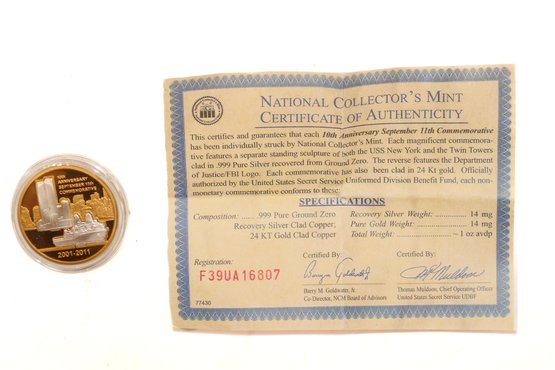 10th
ANNIVERSARY
SEPTEMBER 11th
COMMEMORATIVE
2001-2011
NATIONAL COLLECTOR'S MINT
CERTIFICATE OF AUTHENTICITY
This certifies and guarantees that each 10th Anniversary September 11th Commemorative
has been individually struck by National Collector's Mint. Each magnificent commemora-
tive features a separate standing sculpture of both the USS New York and the Twin Towers
clad in .999 Pure Silver recovered from Ground Zero. The reverse features the Department
of Justice/FBI Logo. Each commemorative has also been clad in 24 Kt gold. Officially
authorized by the United States Secret Service Uniformed Division Benefit Fund, each non-
monetary commemorative conforms to these specifications:
SPECIFICATIONS
Composition: ......999 Pure Ground Zero
Recovery Silver Clad Copper;
24 KT Gold Clad Copper
Recovery Silver Weight: .......... 14 mg
Pure Gold Weight: ................. 14 mg
Total Weight: .............. ~ 1 oz avdp
Registration:
F39UA16807
77430
Certified By:
Barry M. Goldwater, Jr.
Co-Director, NCM Board of Advisors
Certified By:
Thomas Muldoon, Chief Operating Officer
United States Secret Service UDBF